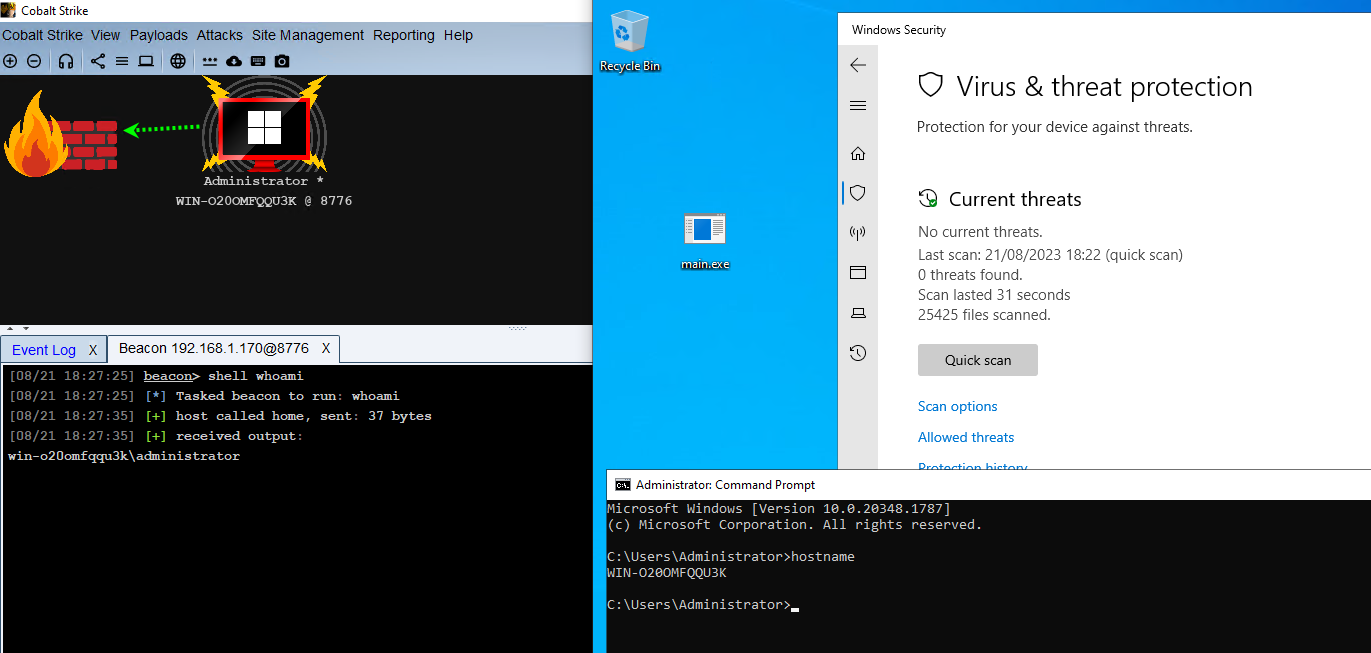 Cobalt Strike
Cobalt Strike View Payloads Attacks Site Management Reporting Help
Administrator *
WIN-O20OMFQQU3K @ 8776
Event Log X Beacon 192.168.1.170@8776 X
[08/21 18:27:25] beacon> shell whoami
[08/21 18:27:25] [*] Tasked beacon to run: whoami
[08/21 18:27:35] [+] host called home, sent: 37 bytes
[08/21 18:27:35] [+] received output:
win-o20omfqqu3k\administrator
Recycle Bin
main.exe
Windows Security
Virus & threat protection
Protection for your device against threats.
Current threats
No current threats.
Last scan: 21/08/2023 18:22 (quick scan)
0 threats found.
Scan lasted 31 seconds
25425 files scanned.
Quick scan
Scan options
Allowed threats
Protection history
Administrator: Command Prompt
Microsoft Windows [Version 10.0.20348.1787]
(c) Microsoft Corporation. All rights reserved.
C:\Users\Administrator>hostname
WIN-O20OMFQQU3K
C:\Users\Administrator>